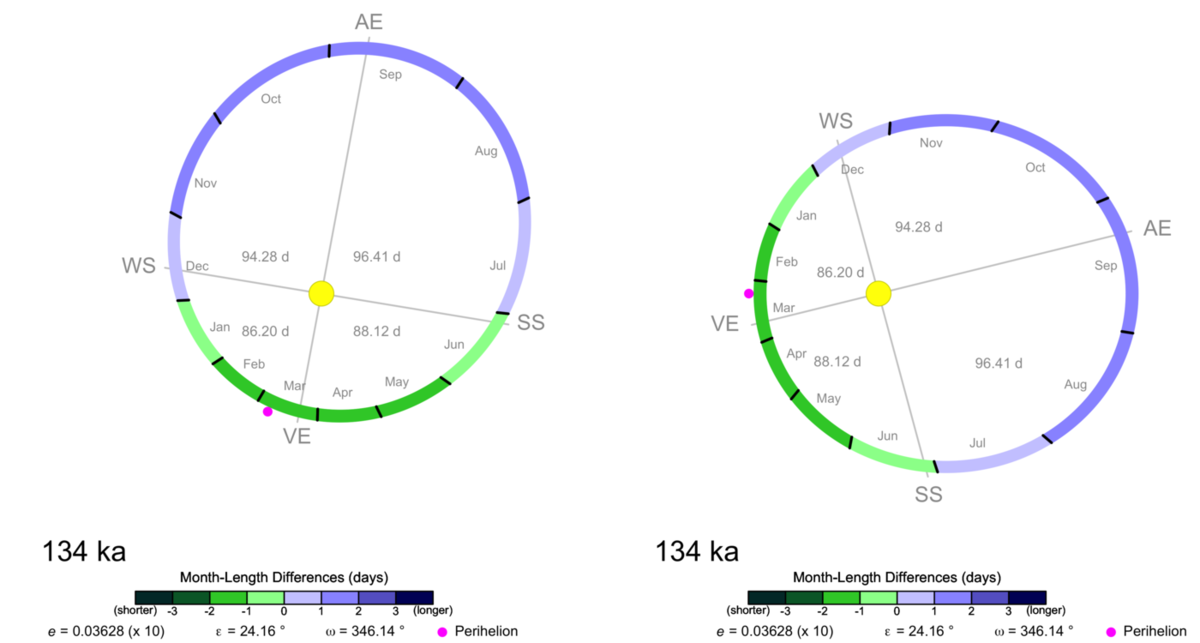 AE
Sep
Oct
Aug
Nov
94.28 d
96.41 d
WS
Dec
Jul
SS
Jan
86.20 d
88.12 d
Jun
Feb
Mar
Apr
May
VE
134 ka
Month-Length Differences (days)
(shorter) -3 -2 -1 0 1 2 3 (longer)
e = 0.03628 (x 10) ε = 24.16 ° ω = 346.14 ° Perihelion
WS
Nov
Dec
Oct
Jan
94.28 d
AE
Feb
86.20 d
Sep
Mar
VE
Apr
88.12 d
96.41 d
May
Aug
Jun
Jul
SS
134 ka
Month-Length Differences (days)
(shorter) -3 -2 -1 0 1 2 3 (longer)
e = 0.03628 (x 10) ε = 24.16 ° ω = 346.14 ° Perihelion